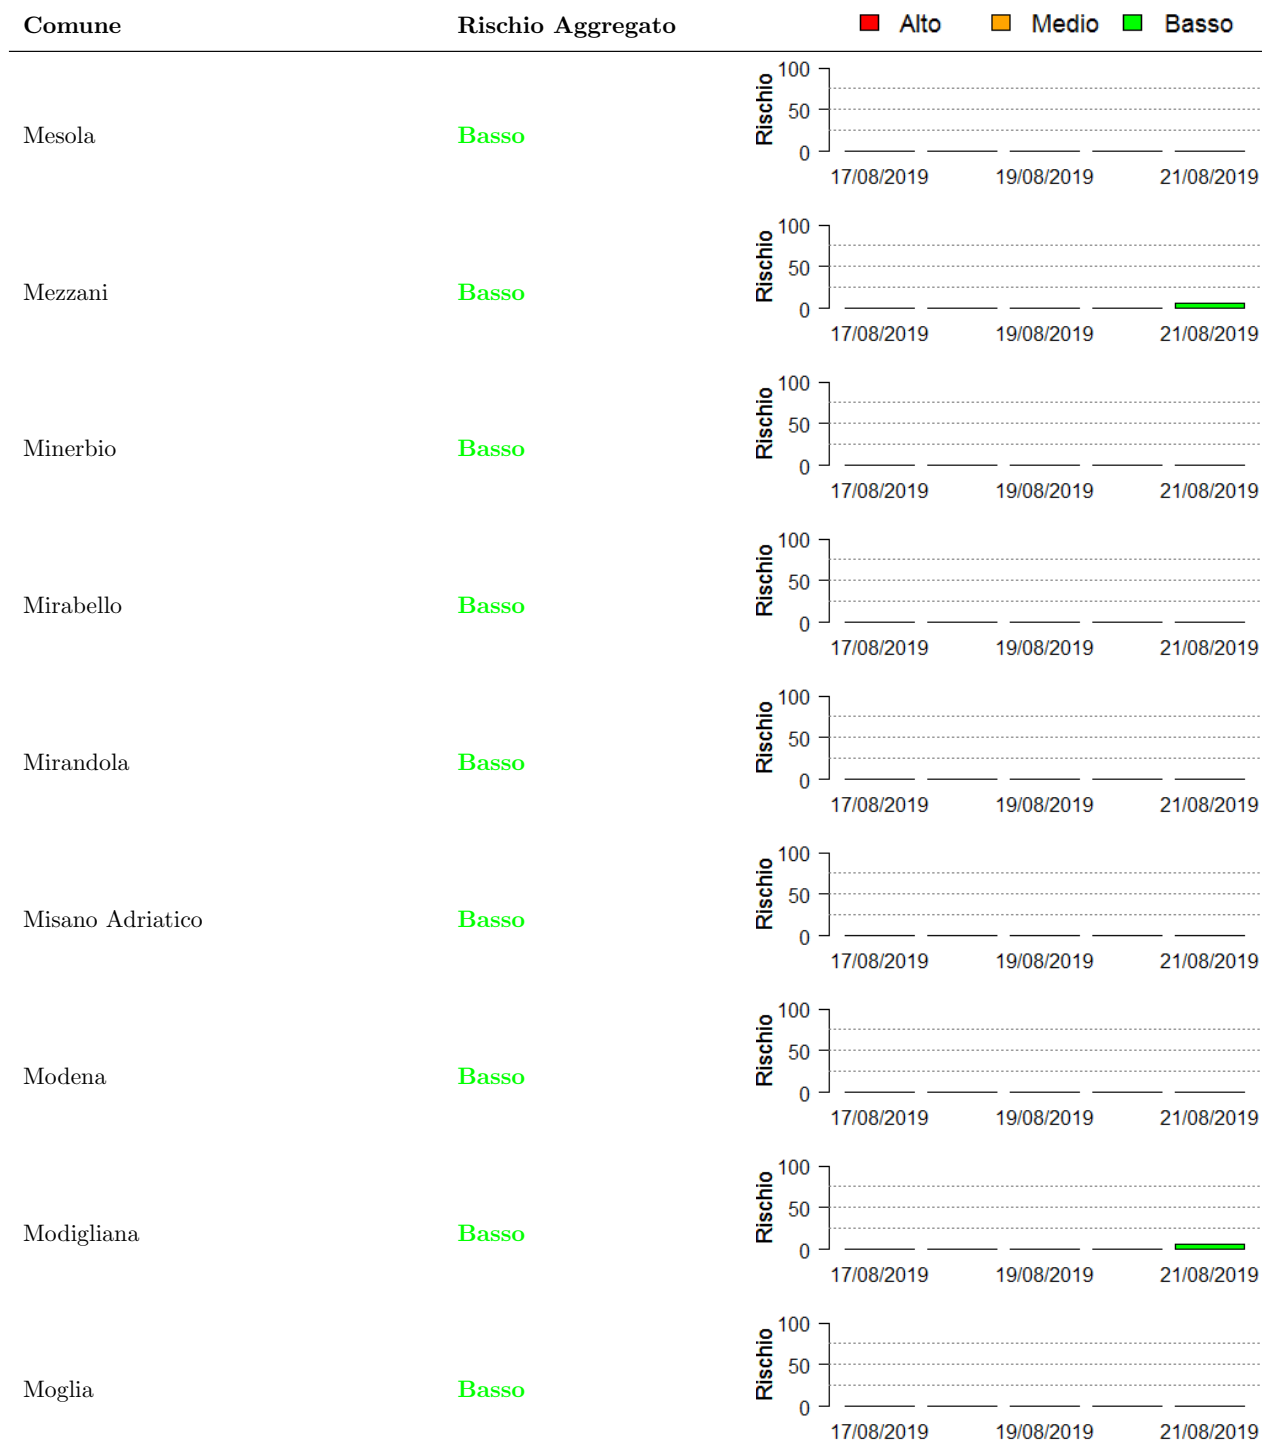 Comune Rischio Aggregato Alto Medio Basso
Mesola Basso
Rischio
100
50
0
17/08/2019 19/08/2019 21/08/2019
Mezzani Basso
Rischio
100
50
0
17/08/2019 19/08/2019 21/08/2019
Minerbio Basso
Rischio
100
50
0
17/08/2019 19/08/2019 21/08/2019
Mirabello Basso
Rischio
100
50
0
17/08/2019 19/08/2019 21/08/2019
Mirandola Basso
Rischio
100
50
0
17/08/2019 19/08/2019 21/08/2019
Misano Adriatico Basso
Rischio
100
50
0
17/08/2019 19/08/2019 21/08/2019
Modena Basso
Rischio
100
50
0
17/08/2019 19/08/2019 21/08/2019
Modigliana Basso
Rischio
100
50
0
17/08/2019 19/08/2019 21/08/2019
Moglia Basso
Rischio
100
50
0
17/08/2019 19/08/2019 21/08/2019